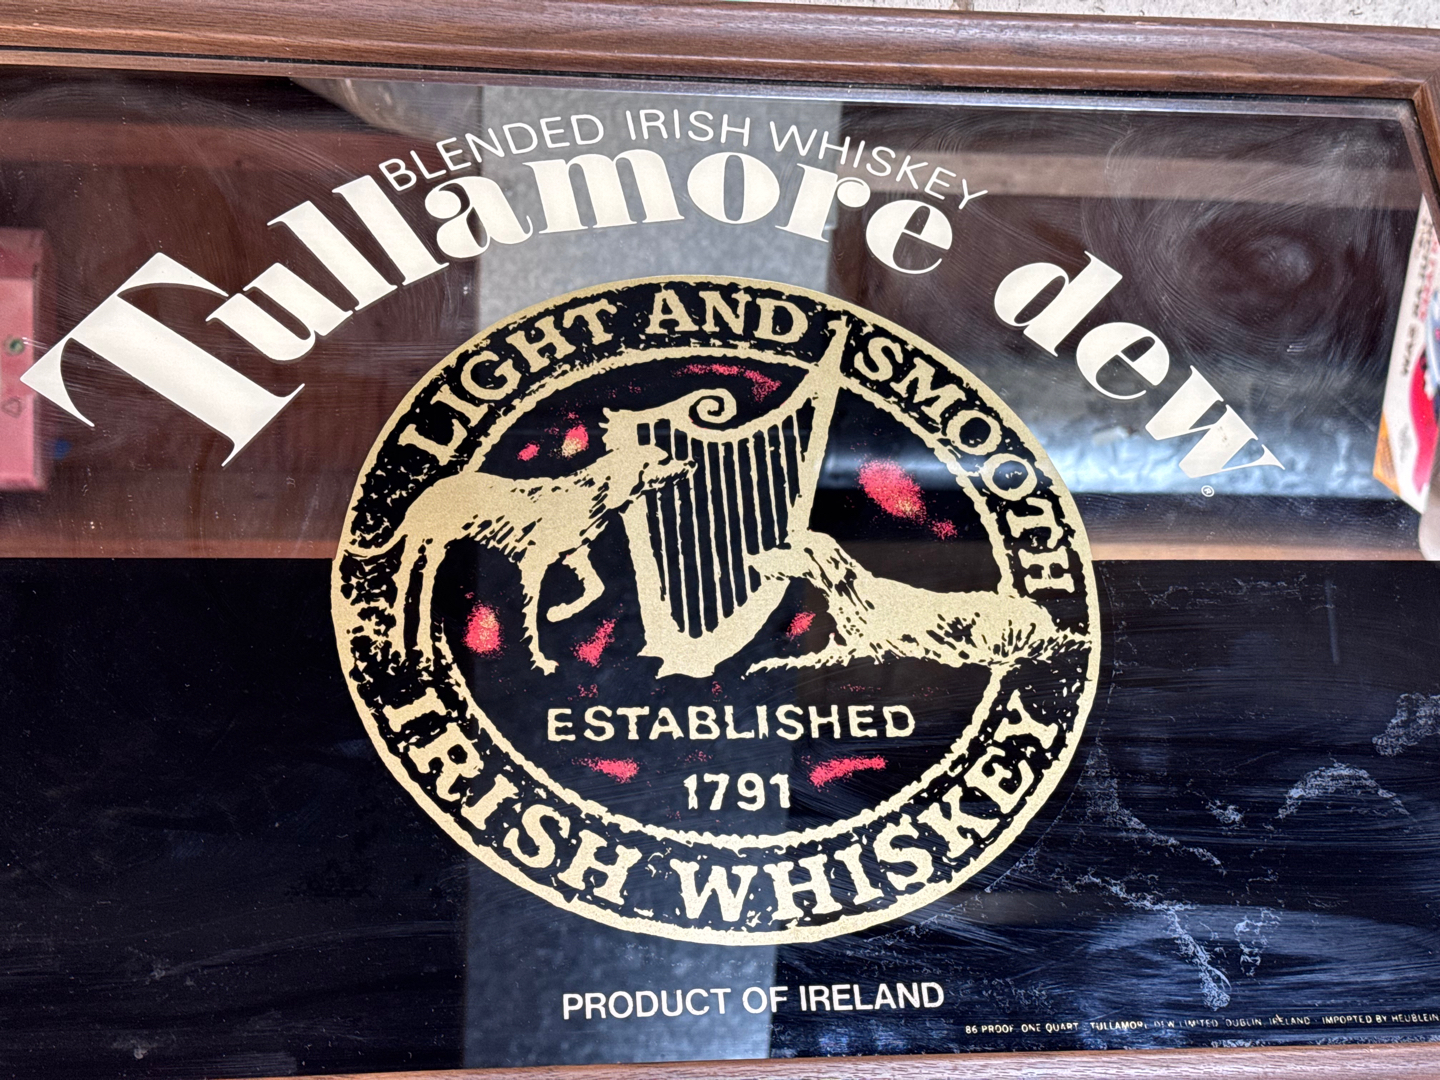 BLENDED IRISH WHISKEY
Tullamore dew
®
LIGHT AND SMOOTH
ESTABLISHED
1791
IRISH WHISKEY
PRODUCT OF IRELAND
86 PROOF ONE QUART TULLAMORE DEW LIMITED DUBLIN, IRELAND IMPORTED BY HEUBLEIN